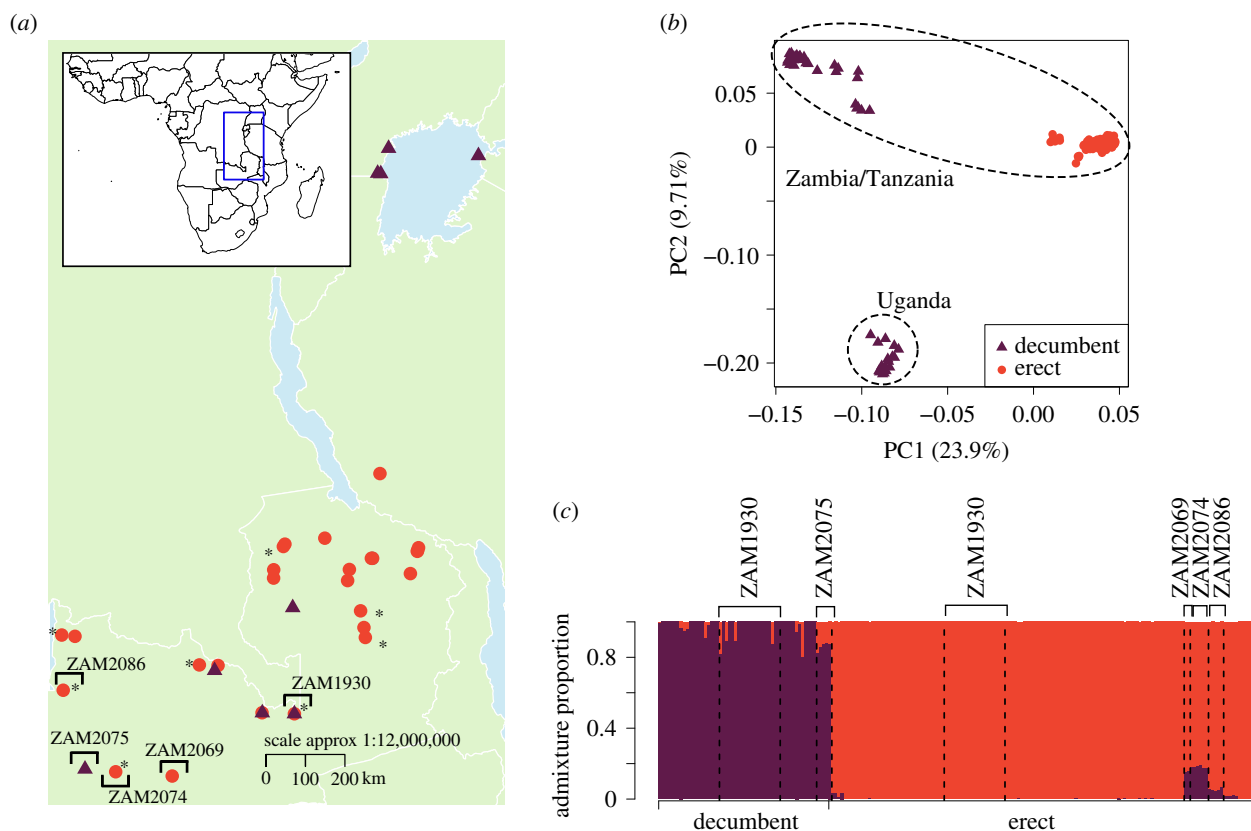 (a)
ZAM2086
ZAM1930
ZAM2075
ZAM2069
ZAM2074
scale approx 1:12,000,000
0 100 200 km
*
*
*
*
*
*
*
*
(b)
PC2 (9.71%)
0.05
0
−0.10
−0.20
Zambia/Tanzania
Uganda
decumbent
erect
−0.15 −0.10 −0.05 0.00 0.05
PC1 (23.9%)
(c)
ZAM1930
ZAM2075
ZAM1930
ZAM2069
ZAM2074
ZAM2086
admixture proportion
0.8
0.4
0
decumbent erect